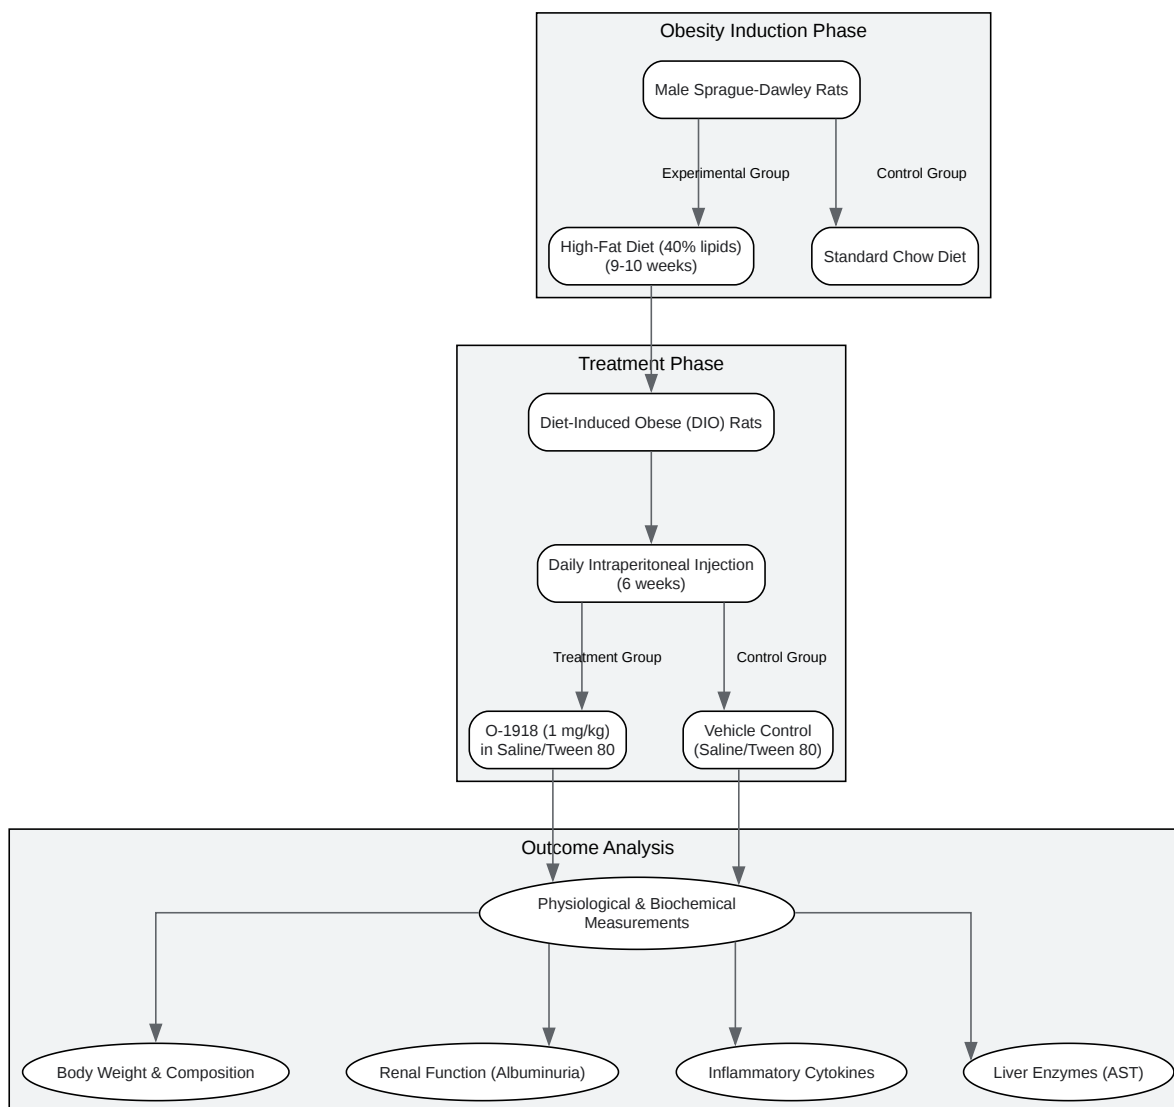 Obesity Induction Phase
Male Sprague-Dawley Rats
Experimental Group
Control Group
High-Fat Diet (40% lipids)
(9-10 weeks)
Standard Chow Diet
Treatment Phase
Diet-Induced Obese (DIO) Rats
Daily Intraperitoneal Injection
(6 weeks)
Treatment Group
Control Group
O-1918 (1 mg/kg)
in Saline/Tween 80
Vehicle Control
(Saline/Tween 80)
Outcome Analysis
Physiological & Biochemical
Measurements
Body Weight & Composition
Renal Function (Albuminuria)
Inflammatory Cytokines
Liver Enzymes (AST)